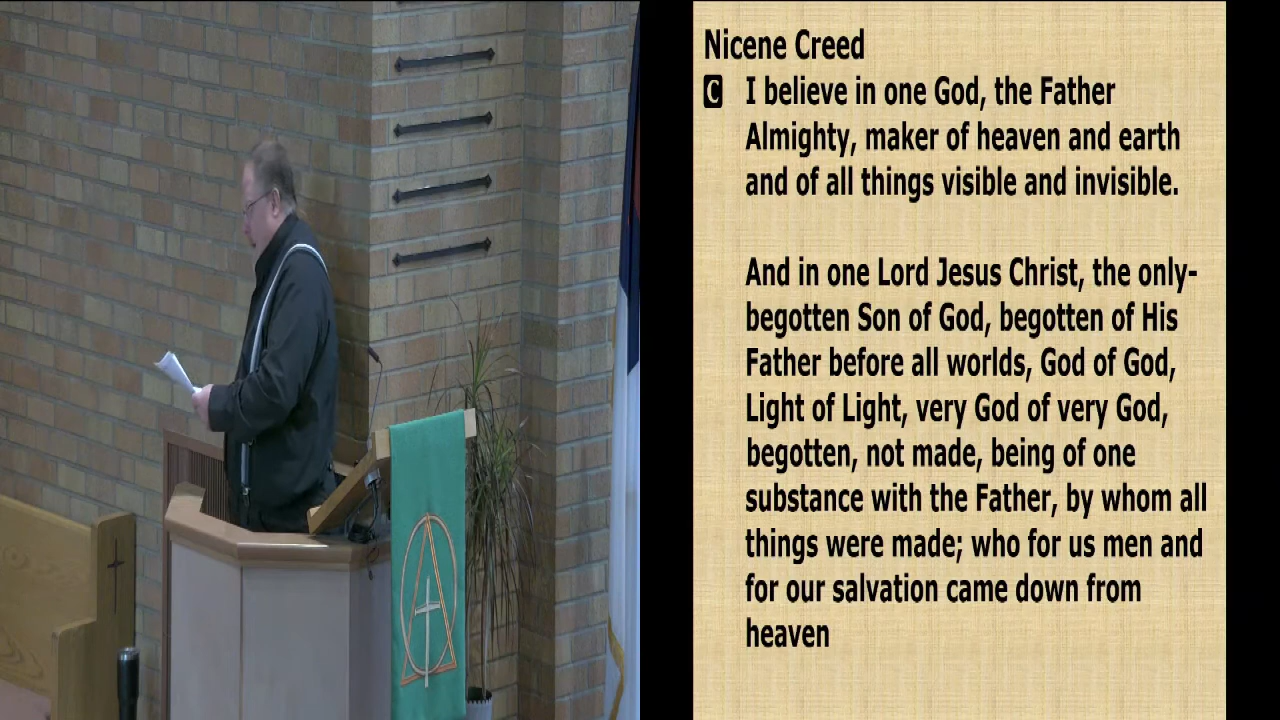 Nicene Creed
C I believe in one God, the Father
Almighty, maker of heaven and earth
and of all things visible and invisible.
And in one Lord Jesus Christ, the only-
begotten Son of God, begotten of His
Father before all worlds, God of God,
Light of Light, very God of very God,
begotten, not made, being of one
substance with the Father, by whom all
things were made; who for us men and
for our salvation came down from
heaven